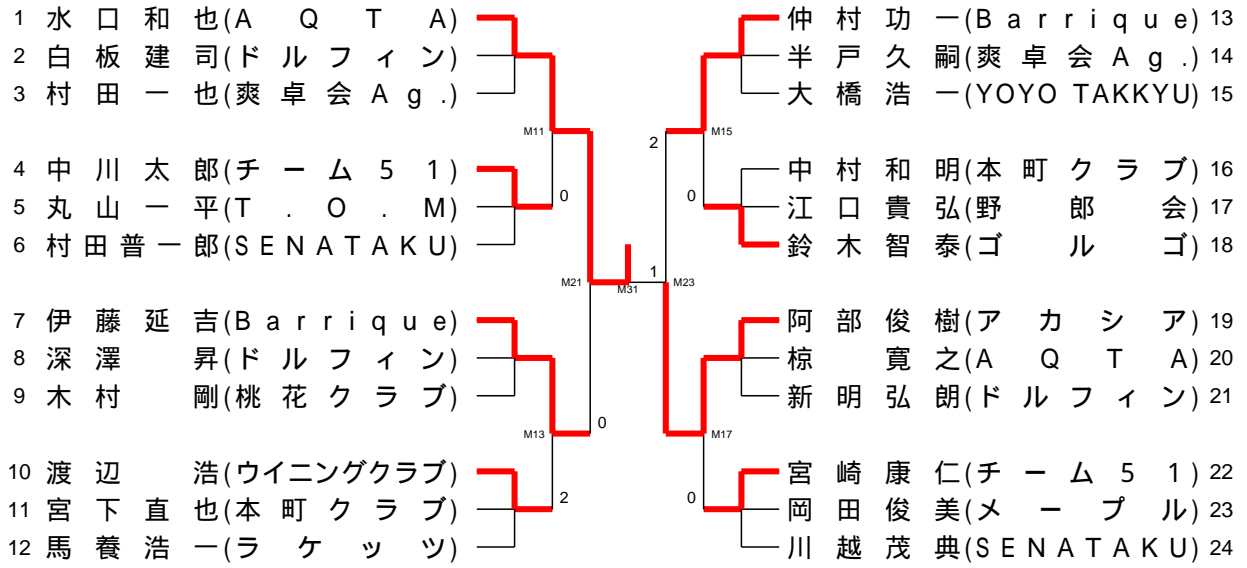 1 水口和也(AQTA)
2 白板建司(ドルフィン)
3 村田一也(爽卓会Ag.)
M11
4 中川太郎(チーム51)
0
5 丸山一平(T.O.M)
6 村田普一郎(SENATAKU)
M21
M31
7 伊藤延吉(Barrique)
8 深澤昇(ドルフィン)
9 木村剛(桃花クラブ)
0
M13
10 渡辺浩(ウイニングクラブ)
2
11 宮下直也(本町クラブ)
12 馬養浩一(ラケッツ)
仲村功一(Barrique) 13
半戸久嗣(爽卓会Ag.) 14
大橋浩一(YOYO TAKKYU) 15
M15
2
中村和明(本町クラブ) 16
0
江口貴弘(野郎会) 17
鈴木智泰(ゴルゴ) 18
1
M23
阿部俊樹(アカシア) 19
椋寛之(AQTA) 20
新明弘朗(ドルフィン) 21
M17
宮崎康仁(チーム51) 22
0
岡田俊美(メープル) 23
川越茂典(SENATAKU) 24